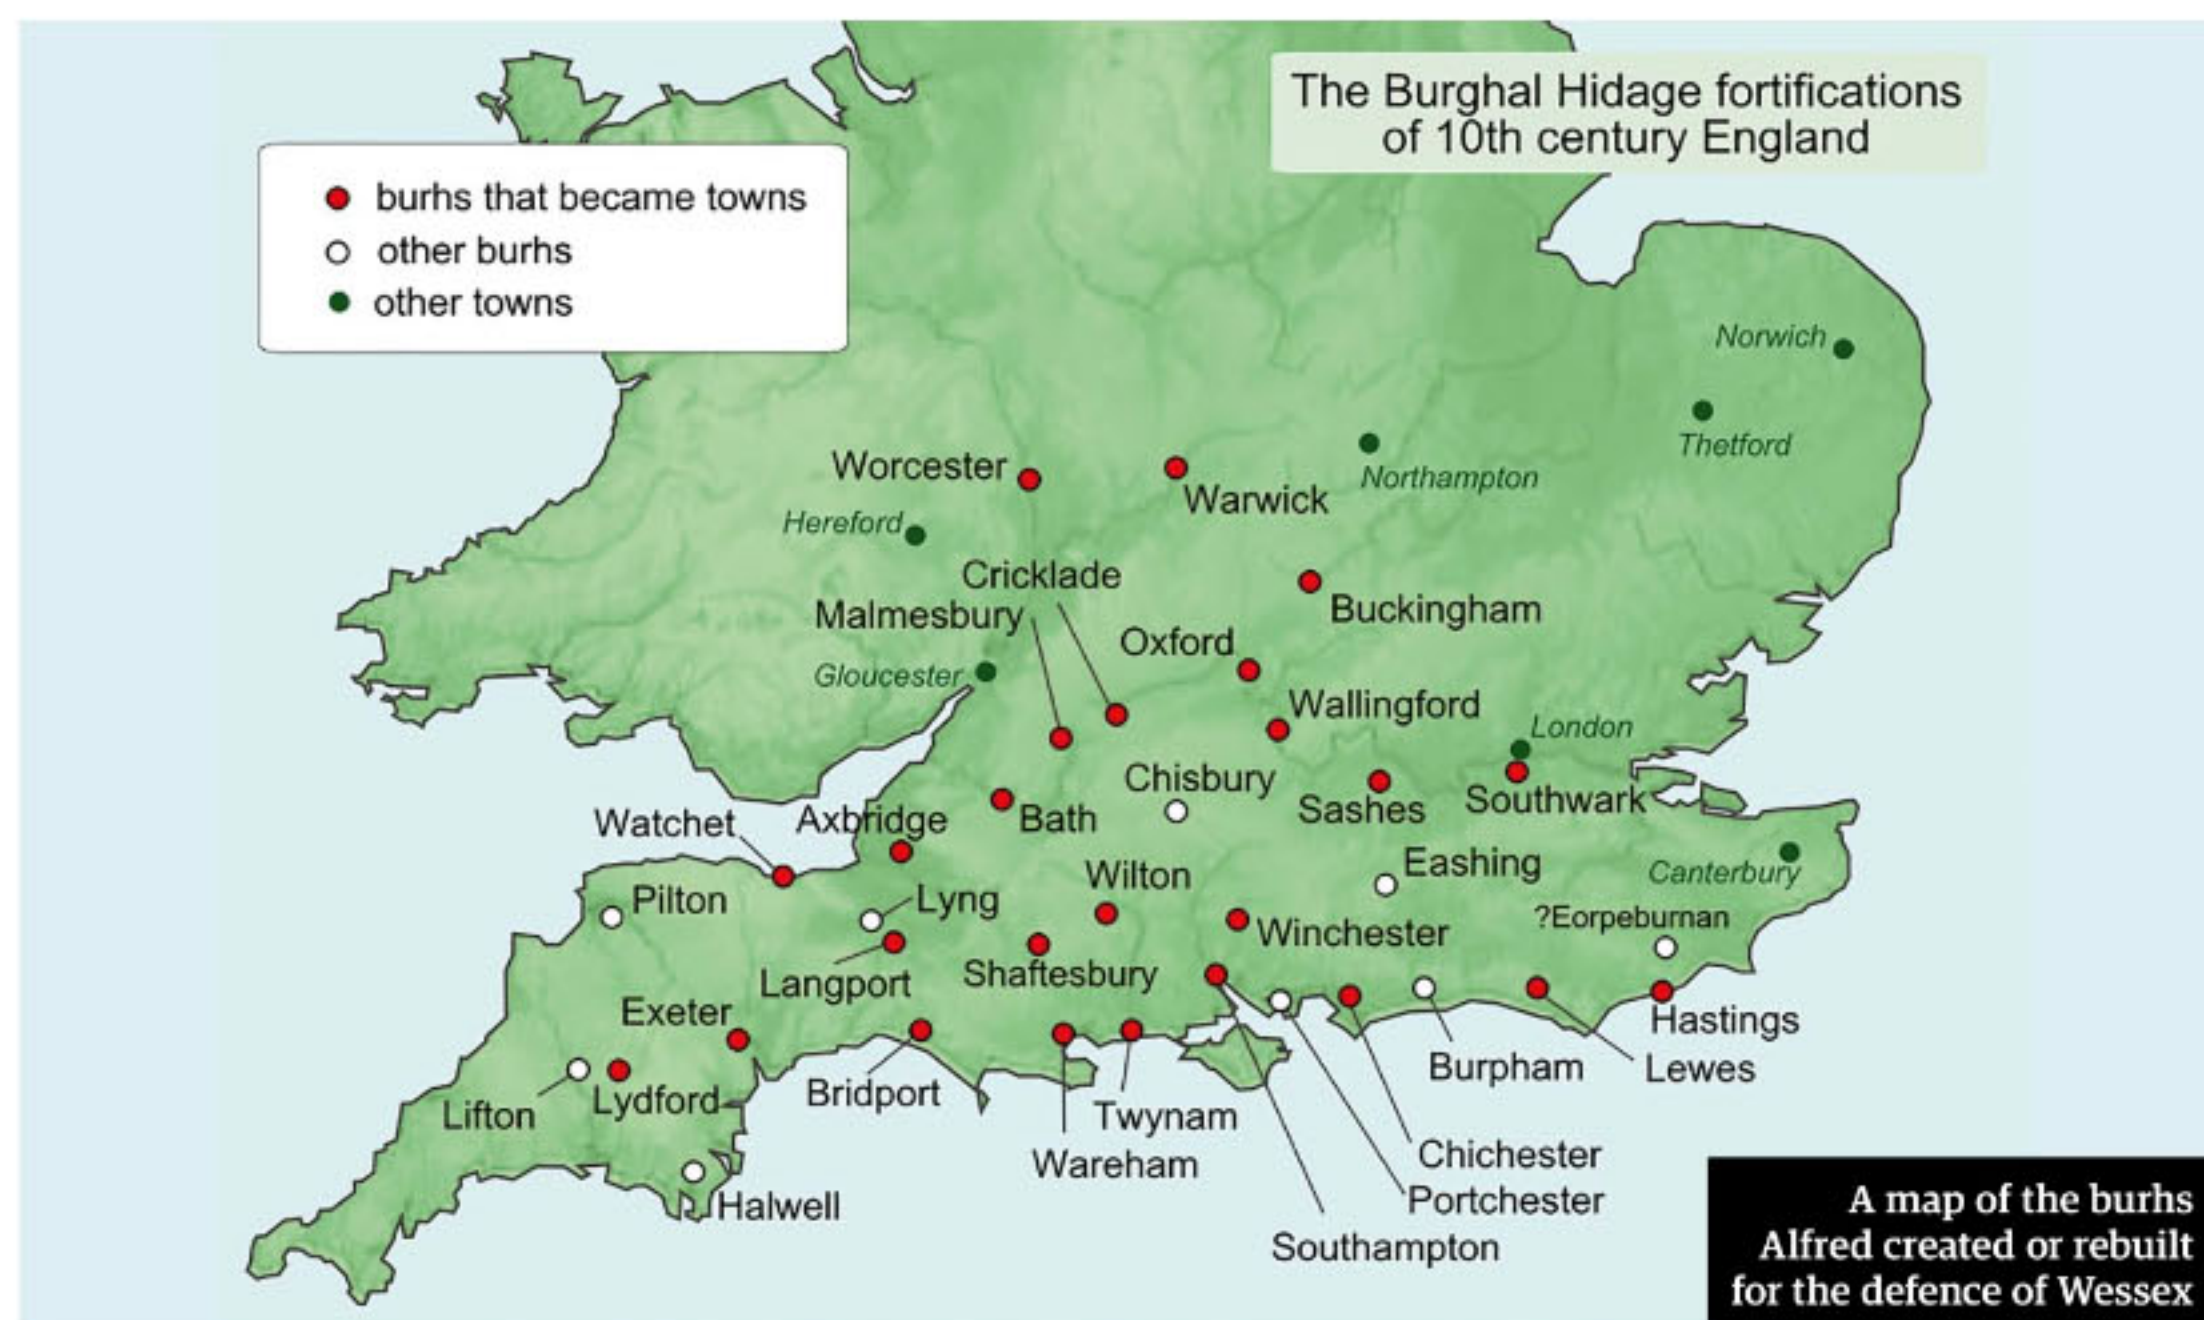 The Burghal Hidage fortifications
of 10th century England
burhs that became towns
other burhs
other towns
Norwich
Thetford
Northampton
Worcester
Warwick
Hereford
Cricklade
Malmesbury
Buckingham
Oxford
Gloucester
Wallingford
London
Chisbury
Sashes
Southwark
Watchet
Axbridge
Bath
Eashing
Canterbury
Wilton
Pilton
Lyng
?Eorpeburnan
Winchester
Langport
Shaftesbury
Exeter
Hastings
Lifton
Lydford
Bridport
Burpham
Lewes
Twynam
Wareham
Chichester
Halwell
Portchester
Southampton
A map of the burhs
Alfred created or rebuilt
for the defence of Wessex